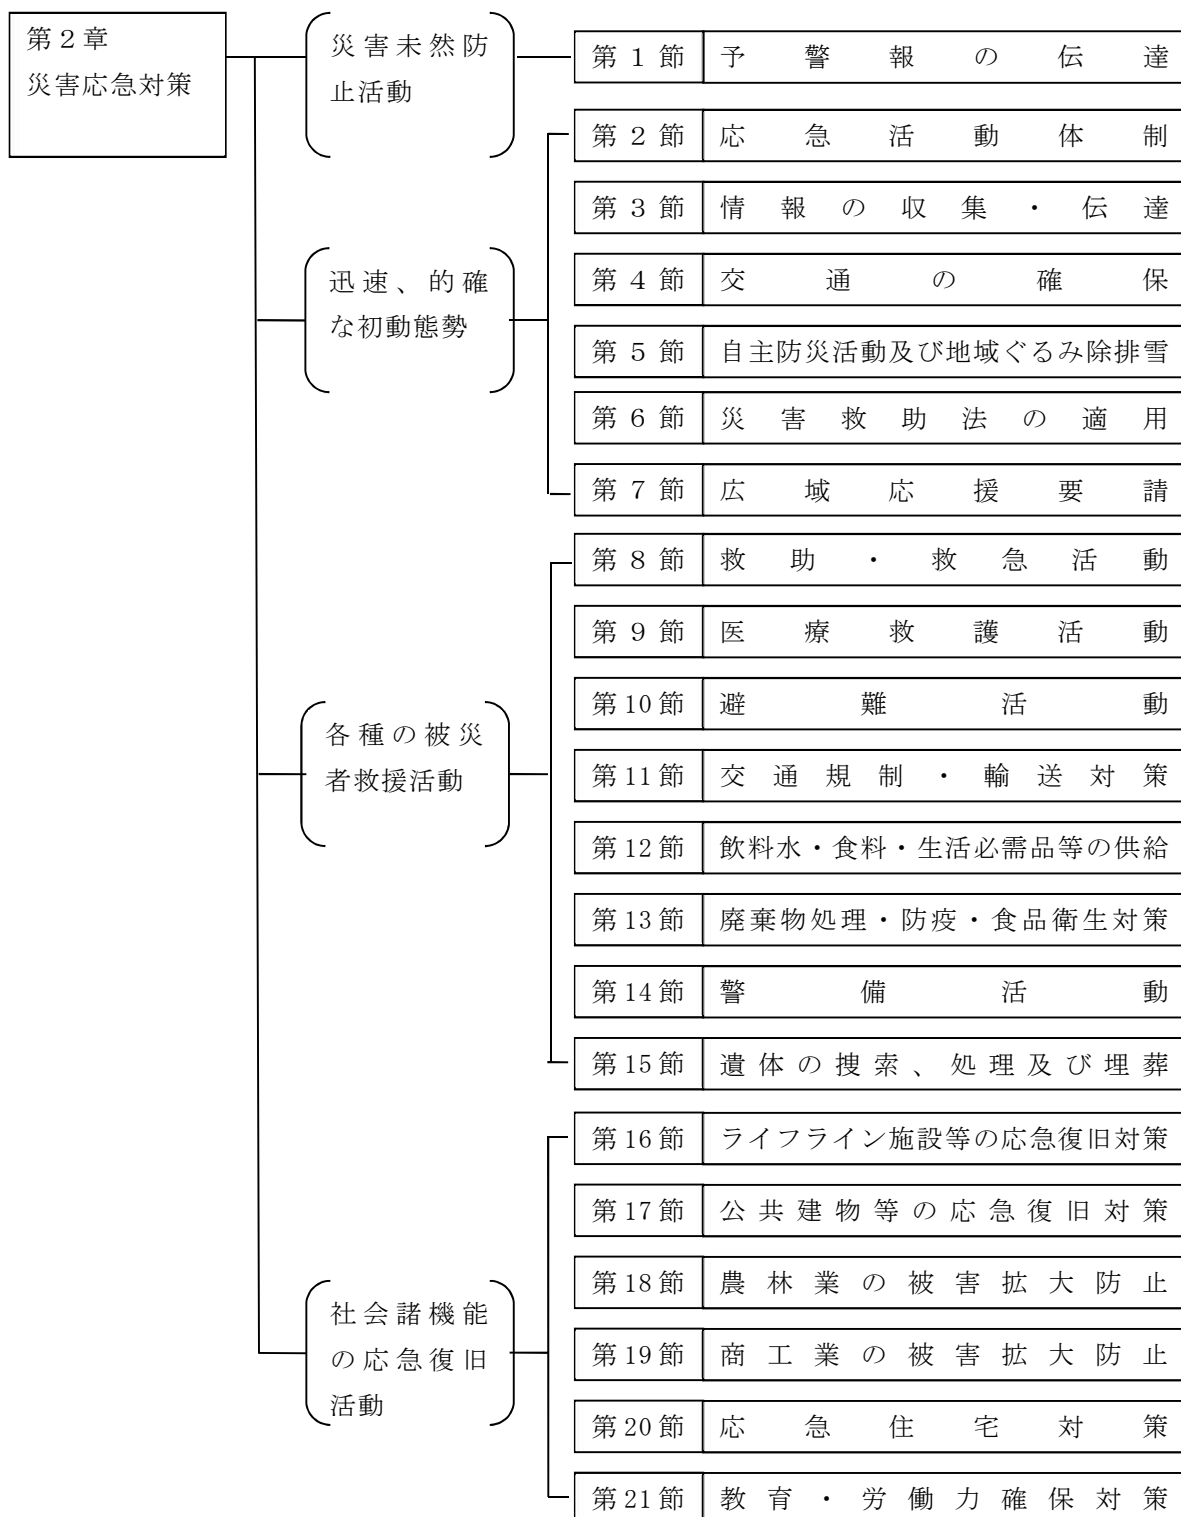 第２章
災害応急対策
災害未然防
止活動
第１節 予警報の伝達
第２節 応急活動体制
第３節 情報の収集・伝達
迅速、的確
な初動態勢
第４節 交通の確保
第５節 自主防災活動及び地域ぐるみ除排雪
第６節 災害救助法の適用
第７節 広域応援要請
第８節 救助・救急活動
第９節 医療救護活動
各種の被災
者救援活動
第10節 避難活動
第11節 交通規制・輸送対策
第12節 飲料水・食料・生活必需品等の供給
第13節 廃棄物処理・防疫・食品衛生対策
第14節 警備活動
第15節 遺体の捜索、処理及び埋葬
第16節 ライフライン施設等の応急復旧対策
第17節 公共建物等の応急復旧対策
社会諸機能
の応急復旧
活動
第18節 農林業の被害拡大防止
第19節 商工業の被害拡大防止
第20節 応急住宅対策
第21節 教育・労働力確保対策